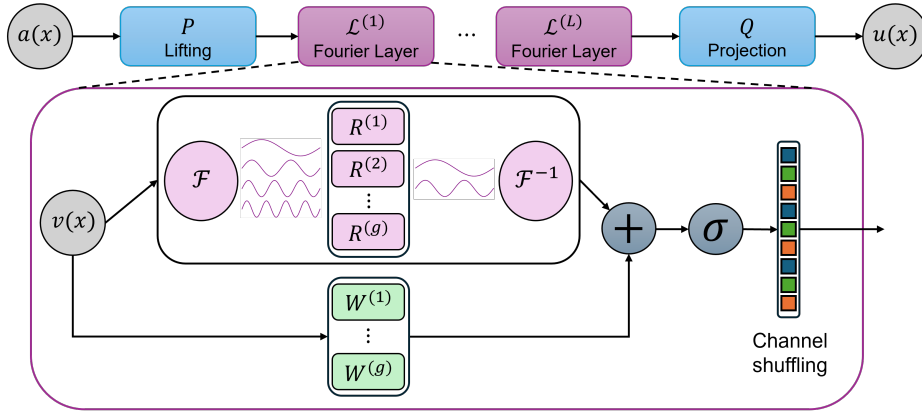 a(x)
P
Lifting
ℒ⁽¹⁾
Fourier Layer
...
ℒ⁽ᴸ⁾
Fourier Layer
Q
Projection
u(x)
v(x)
ℱ
R⁽¹⁾
R⁽²⁾
⋮
R⁽ᵍ⁾
ℱ⁻¹
W⁽¹⁾
⋮
W⁽ᵍ⁾
+
σ
Channel
shuffling